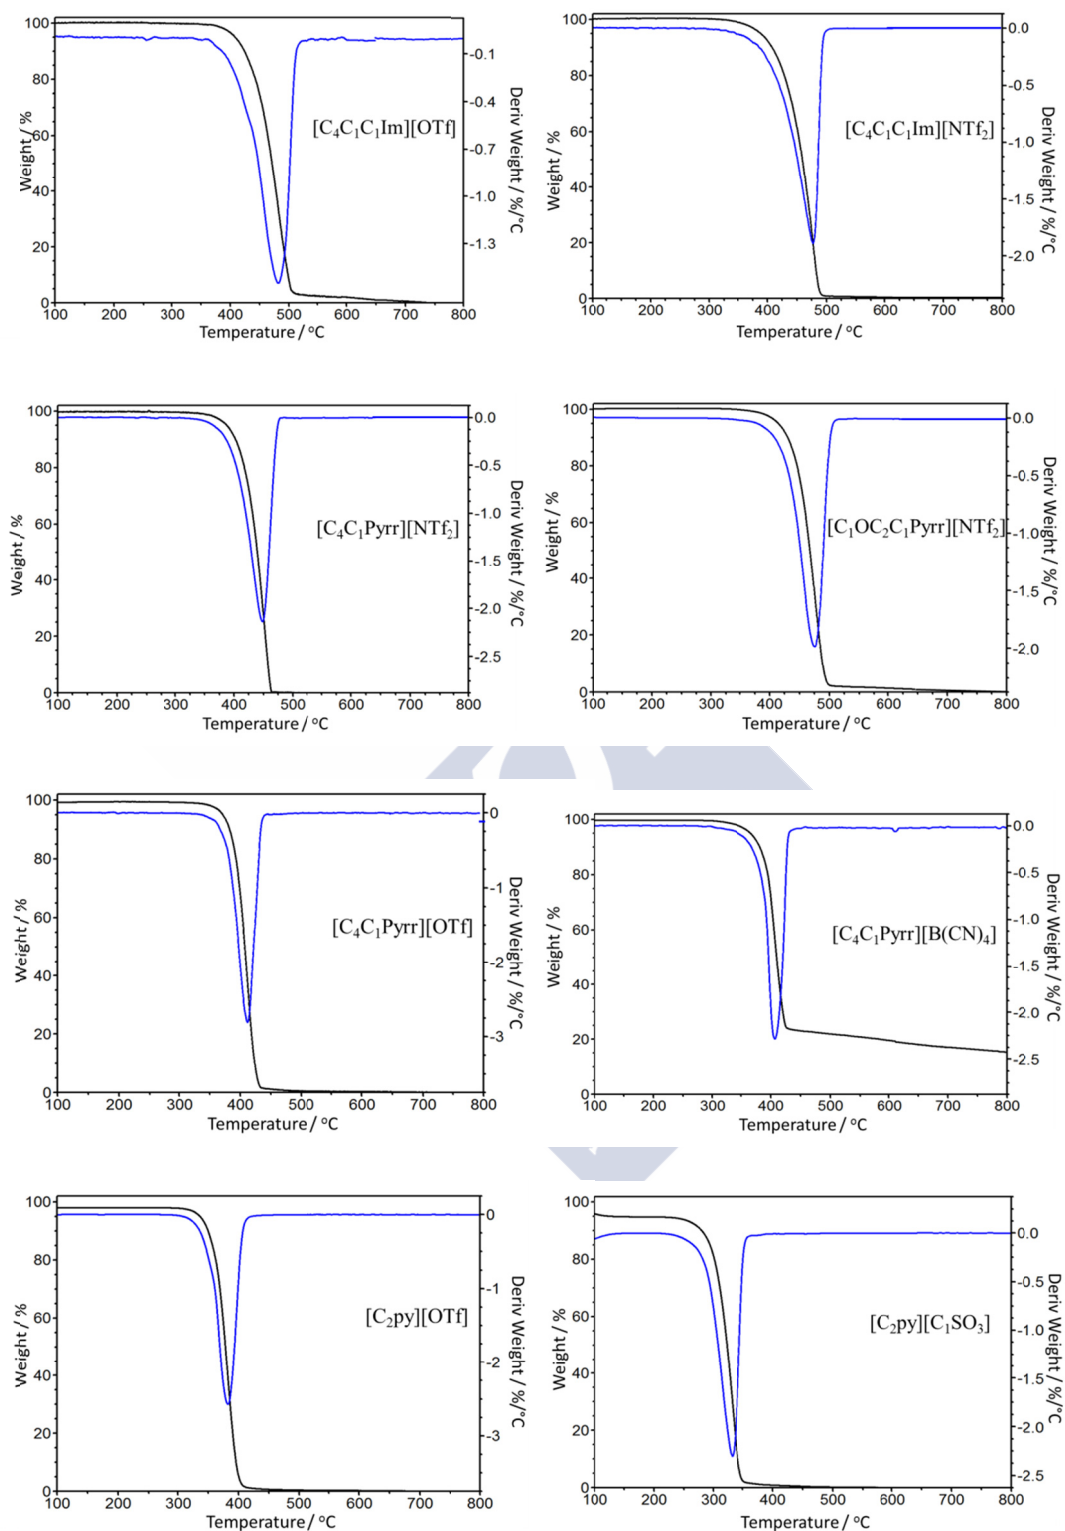 [C₄C₁C₁Im][OTf]
Weight / %
100
80
60
40
20
0
100 200 300 400 500 600 700 800
Temperature / °C
-0.1
-0.4
-0.7
-1.0
-1.3
Deriv Weight / %/°C
[C₄C₁C₁Im][NTf₂]
Weight / %
100
80
60
40
20
0
100 200 300 400 500 600 700 800
Temperature / °C
0.0
-0.5
-1.0
-1.5
-2.0
Deriv Weight / %/°C
[C₄C₁Pyrr][NTf₂]
Weight / %
100
80
60
40
20
0
100 200 300 400 500 600 700 800
Temperature / °C
0.0
-0.5
-1.0
-1.5
-2.0
-2.5
Deriv Weight / %/°C
[C₁OC₂C₁Pyrr][NTf₂]
Weight / %
100
80
60
40
20
0
100 200 300 400 500 600 700 800
Temperature / °C
0.0
-0.5
-1.0
-1.5
-2.0
Deriv Weight / %/°C
[C₄C₁Pyrr][OTf]
Weight / %
100
80
60
40
20
0
100 200 300 400 500 600 700 800
Temperature / °C
0
-1
-2
-3
Deriv Weight / %/°C
[C₄C₁Pyrr][B(CN)₄]
Weight / %
100
80
60
40
20
0
100 200 300 400 500 600 700 800
Temperature / °C
0.0
-0.5
-1.0
-1.5
-2.0
-2.5
Deriv Weight / %/°C
[C₂py][OTf]
Weight / %
100
80
60
40
20
0
100 200 300 400 500 600 700 800
Temperature / °C
0
-1
-2
-3
Deriv Weight / %/°C
[C₂py][C₁SO₃]
Weight / %
100
80
60
40
20
0
100 200 300 400 500 600 700 800
Temperature / °C
0.0
-0.5
-1.0
-1.5
-2.0
-2.5
Deriv Weight / %/°C